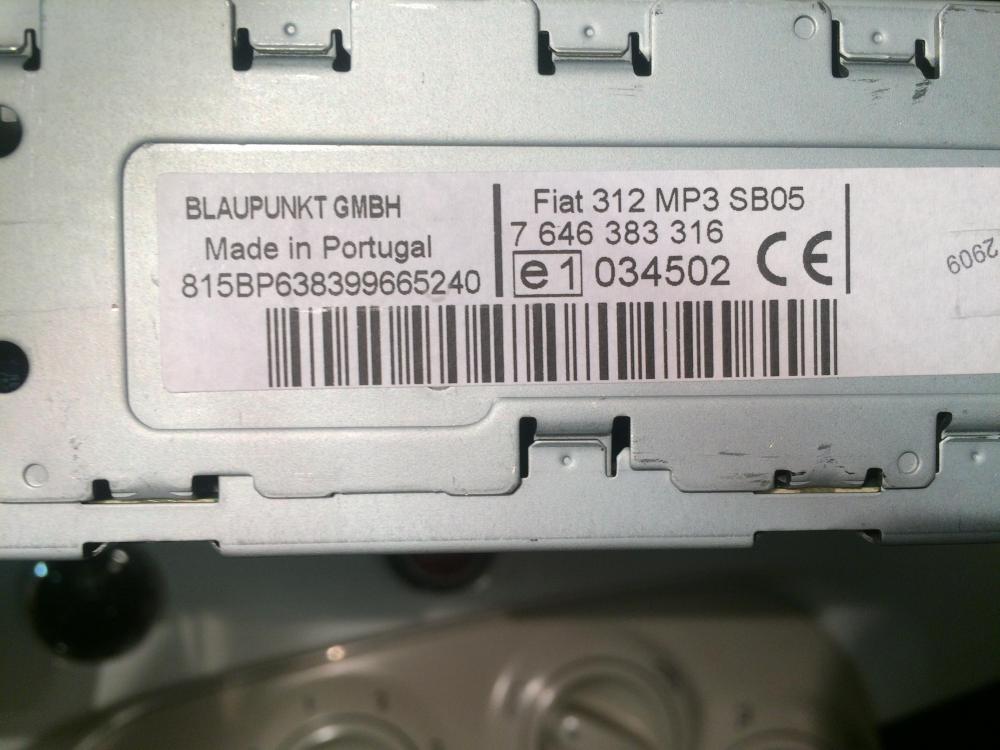 BLAUPUNKT GMBH
Made in Portugal
815BP638399665240
Fiat 312 MP3 SB05
7 646 383 316
e1 034502 CE
2909